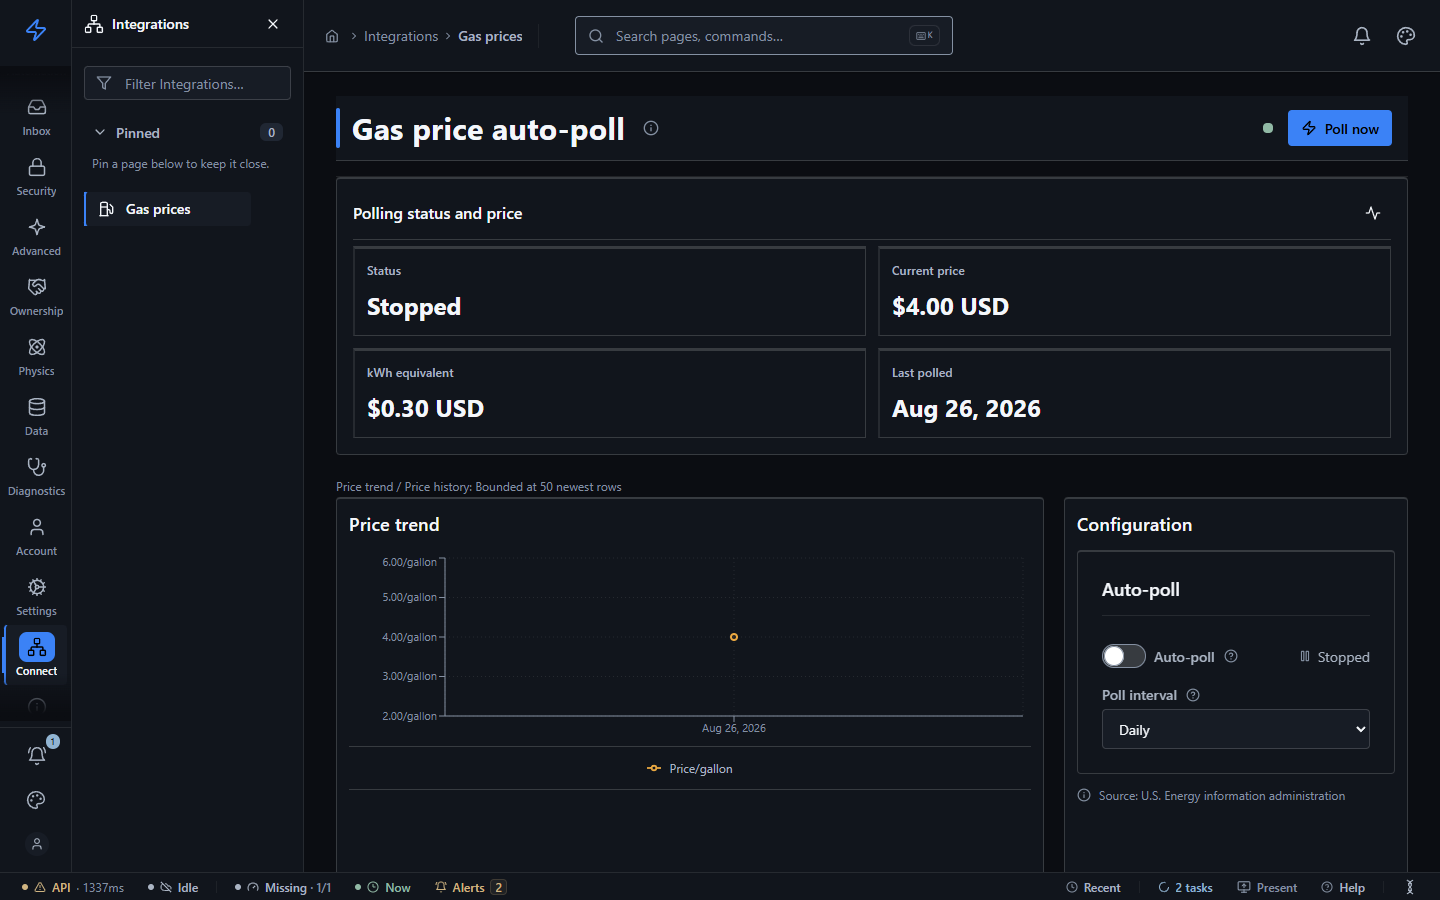 Integrations
Integrations
Gas prices
Search pages, commands...
K
Filter Integrations...
Pinned
0
Pin a page below to keep it close.
Gas prices
Inbox
Security
Advanced
Ownership
Physics
Data
Diagnostics
Account
Settings
Connect
1
Gas price auto-poll
Poll now
Polling status and price
Status
Stopped
Current price
$4.00 USD
kWh equivalent
$0.30 USD
Last polled
Aug 26, 2026
Price trend / Price history: Bounded at 50 newest rows
Price trend
6.00/gallon
5.00/gallon
4.00/gallon
3.00/gallon
2.00/gallon
Aug 26, 2026
Price/gallon
Configuration
Auto-poll
Auto-poll
Stopped
Poll interval
Daily
Source: U.S. Energy information administration
API · 1337ms
Idle
Missing · 1/1
Now
Alerts 2
Recent
2 tasks
Present
Help